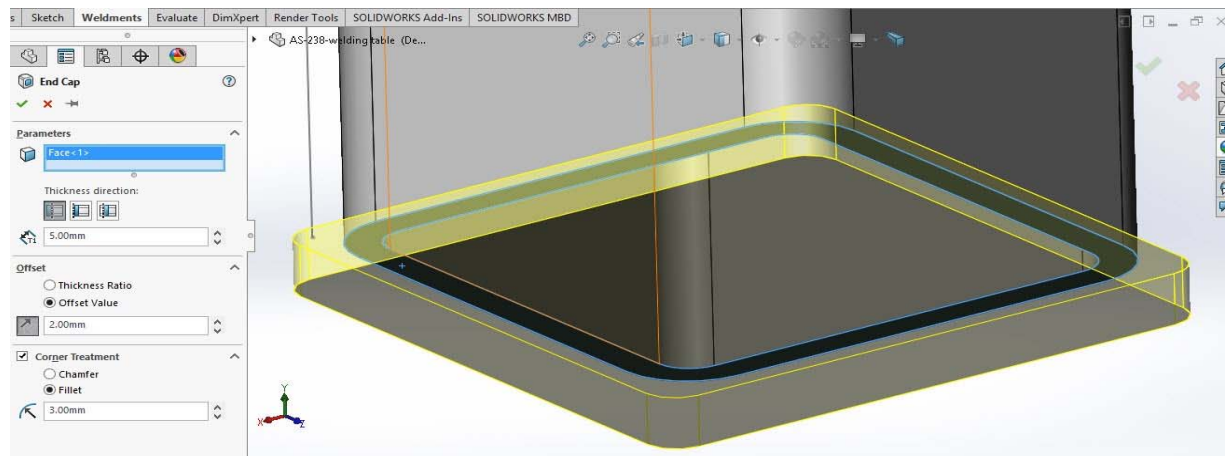 s Sketch Weldments Evaluate DimXpert Render Tools SOLIDWORKS Add-Ins SOLIDWORKS MBD
AS-238-welding table (De...
End Cap
Parameters
Face<1>
Thickness direction:
T1
5.00mm
Offset
Thickness Ratio
Offset Value
2.00mm
Corner Treatment
Chamfer
Fillet
3.00mm
Y
X
Z